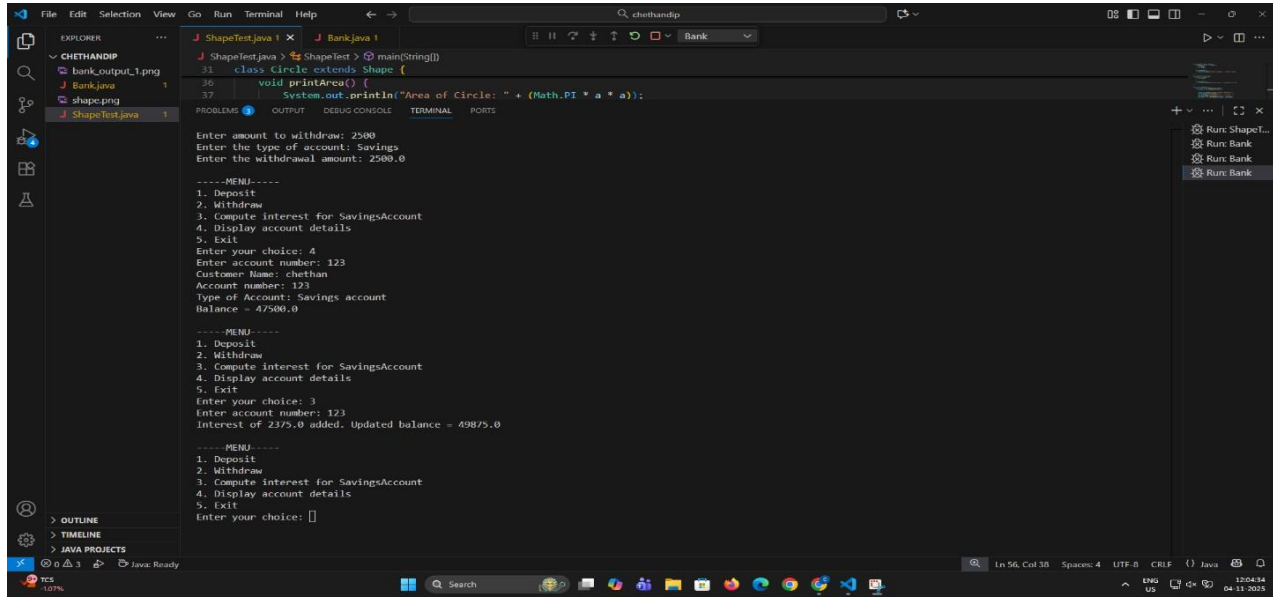 File Edit Selection View Go Run Terminal Help
chethandip
EXPLORER
CHETHANDIP
bank_output_1.png
Bank.java 1
shape.png
ShapeTest.java 1
OUTLINE
TIMELINE
JAVA PROJECTS
ShapeTest.java 1 Bank.java 1
Bank
ShapeTest.java > ShapeTest > main(String[])
31 class Circle extends Shape {
36 void printArea() {
37 System.out.println("Area of Circle: " + (Math.PI * a * a));
PROBLEMS 3 OUTPUT DEBUG CONSOLE TERMINAL PORTS
Enter amount to withdraw: 2500
Enter the type of account: Savings
Enter the withdrawal amount: 2500.0
-----MENU-----
1. Deposit
2. Withdraw
3. Compute interest for SavingsAccount
4. Display account details
5. Exit
Enter your choice: 4
Enter account number: 123
Customer Name: chethan
Account number: 123
Type of Account: Savings account
Balance = 47500.0
-----MENU-----
1. Deposit
2. Withdraw
3. Compute interest for SavingsAccount
4. Display account details
5. Exit
Enter your choice: 3
Enter account number: 123
Interest of 2375.0 added. Updated balance = 49875.0
-----MENU-----
1. Deposit
2. Withdraw
3. Compute interest for SavingsAccount
4. Display account details
5. Exit
Enter your choice:
Run: ShapeT...
Run: Bank
Run: Bank
Run: Bank
0 3 Java: Ready
Ln 56, Col 38 Spaces: 4 UTF-8 CRLF {} Java
TCS
-1.07%
Search
ENG
US
12:04:34
04-11-2025